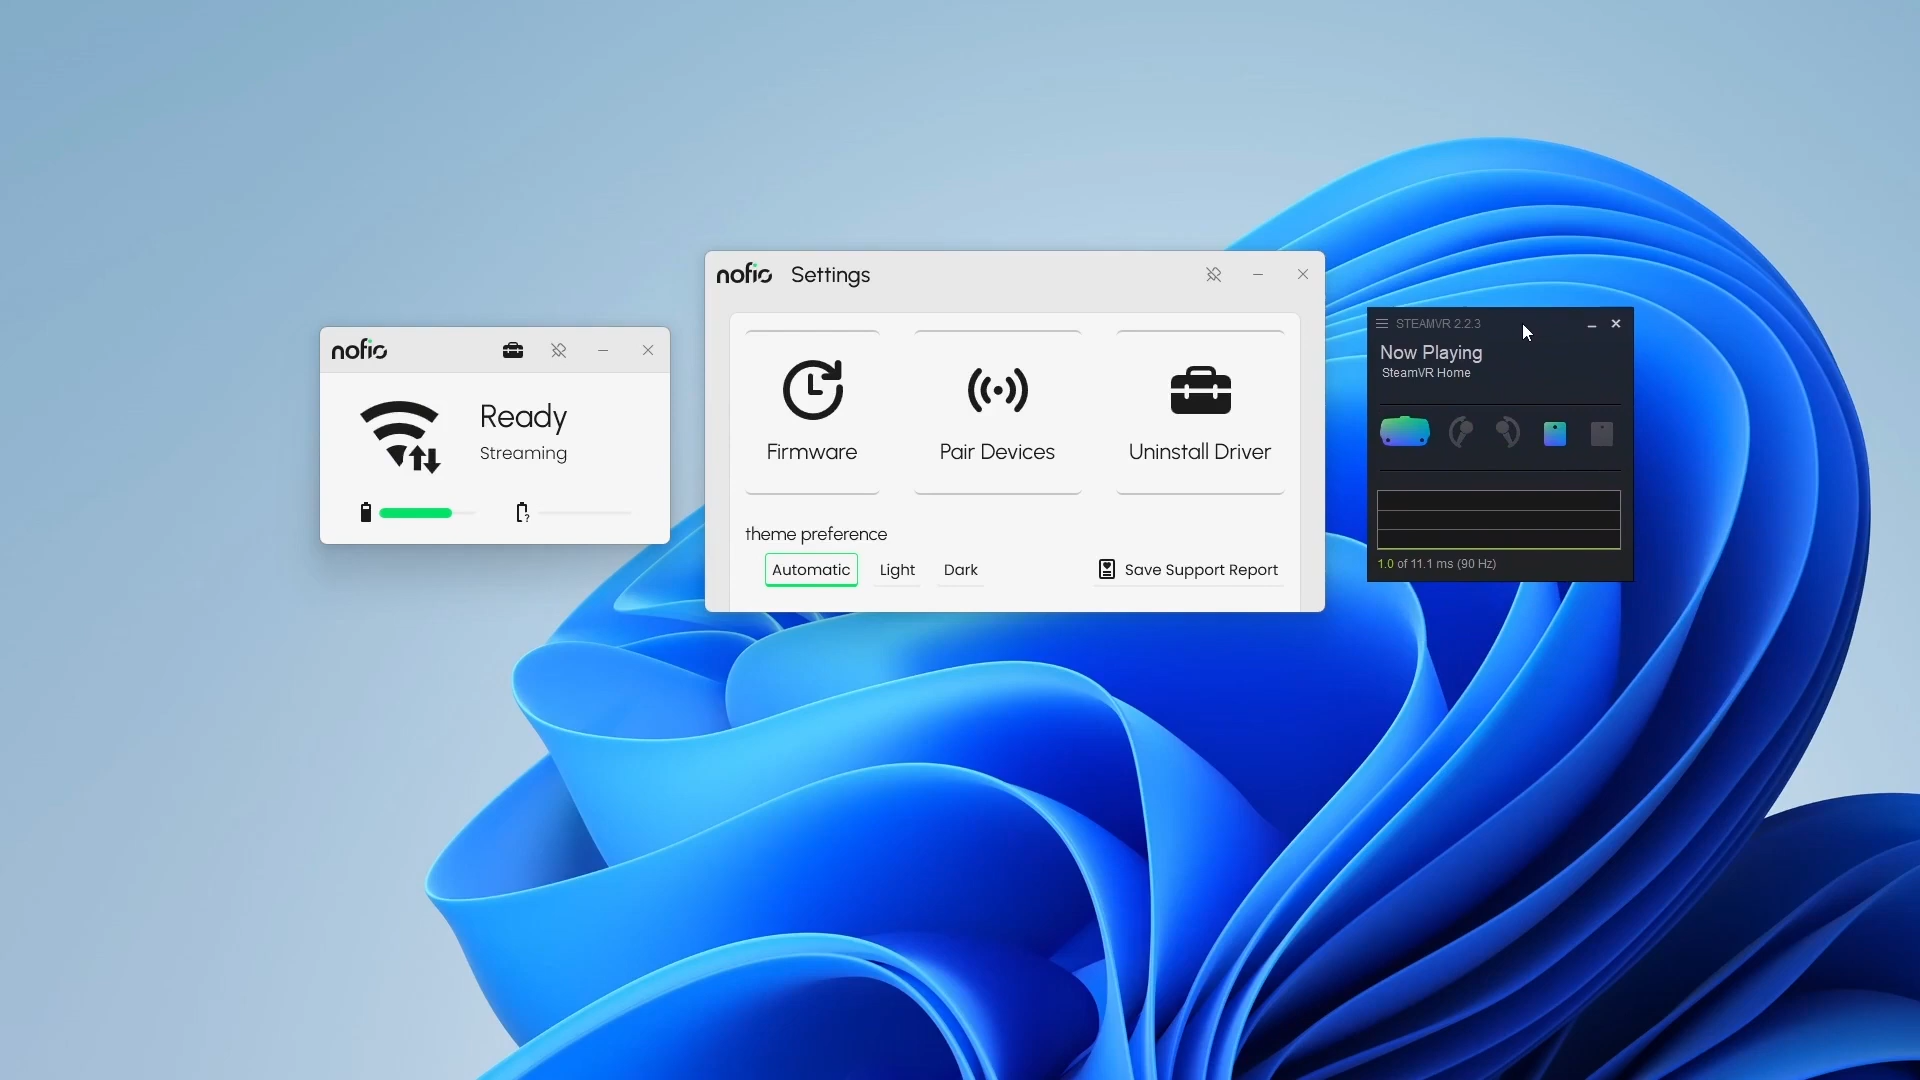 nofio
Ready
Streaming
?
nofio Settings
Firmware
Pair Devices
Uninstall Driver
theme preference
Automatic
Light
Dark
Save Support Report
STEAMVR 2.2.3
Now Playing
SteamVR Home
1.0 of 11.1 ms (90 Hz)